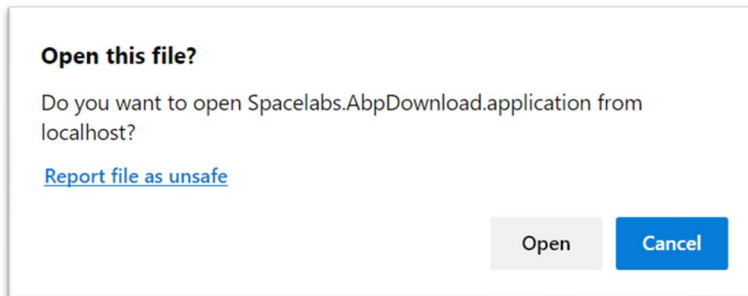 Open this file?
Do you want to open Spacelabs.AbpDownload.application from
localhost?
Report file as unsafe
Open
Cancel